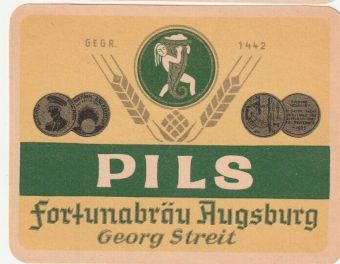 GEGR. 1442
PILS
Fortunabräu Augsburg
Georg Streit